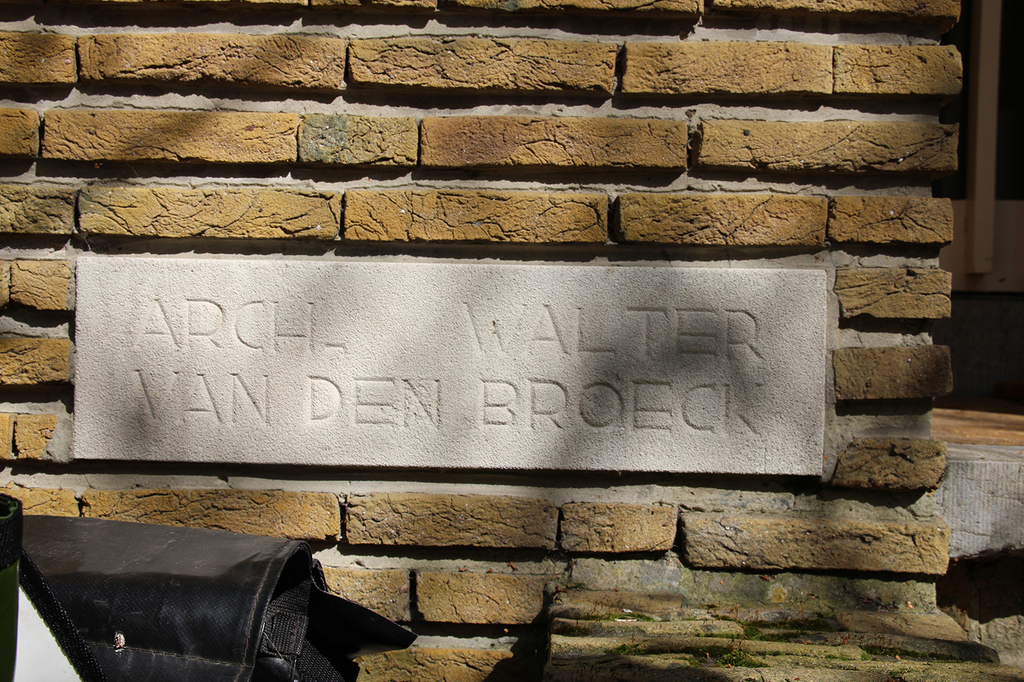 ARCH. WALTER
VAN DEN BROECK